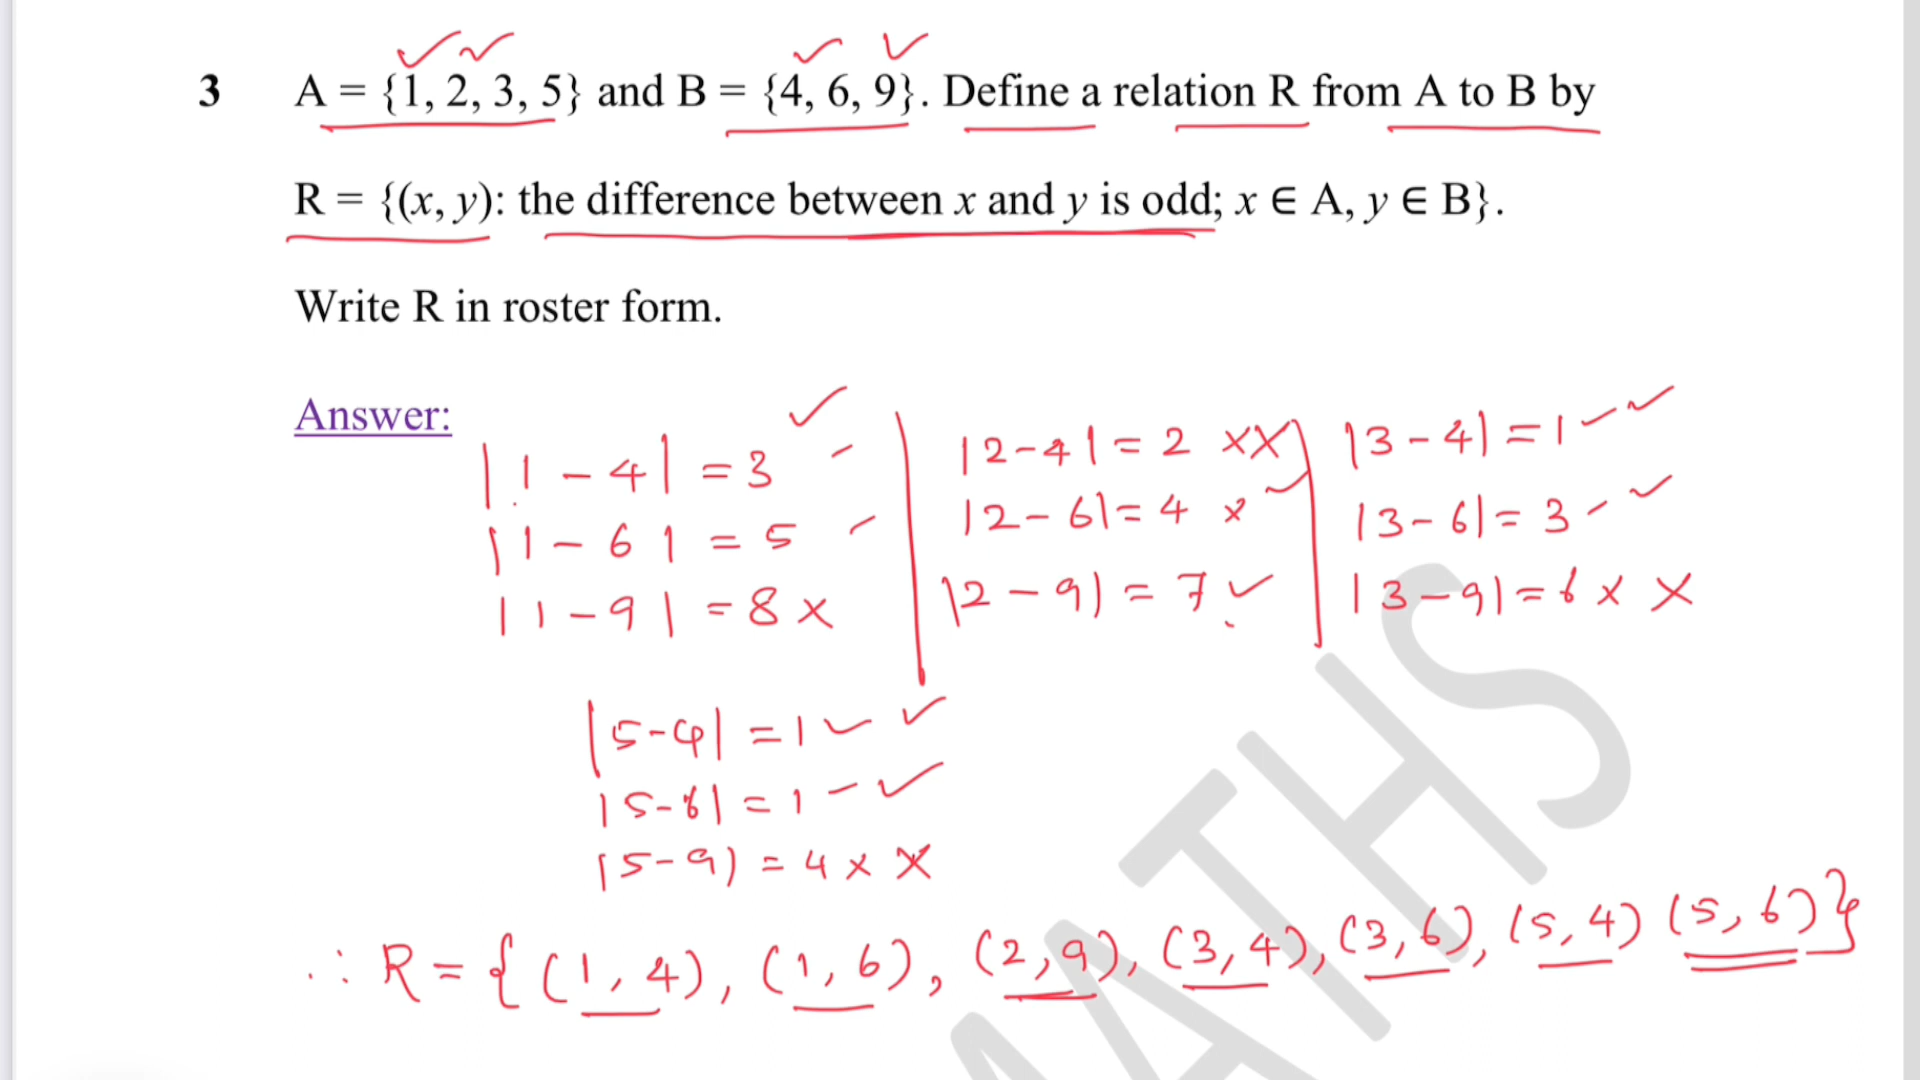 3 A = {1, 2, 3, 5} and B = {4, 6, 9}. Define a relation R from A to B by
R = {(x, y): the difference between x and y is odd; x ∈ A, y ∈ B}.
Write R in roster form.
Answer:
|1 - 4| = 3 ✓ -
|1 - 6| = 5 -
|1 - 9| = 8 x
|2 - 4| = 2 xx
|2 - 6| = 4 x
|2 - 9| = 7 ✓
|3 - 4| = 1 - ✓
|3 - 6| = 3 - ✓
|3 - 9| = 6 x x
|5 - 4| = 1 ✓ ✓
|5 - 6| = 1 - ✓
|5 - 9| = 4 x x
∴ R = {(1, 4), (1, 6), (2, 9), (3, 4), (3, 6), (5, 4) (5, 6)}
MATHS